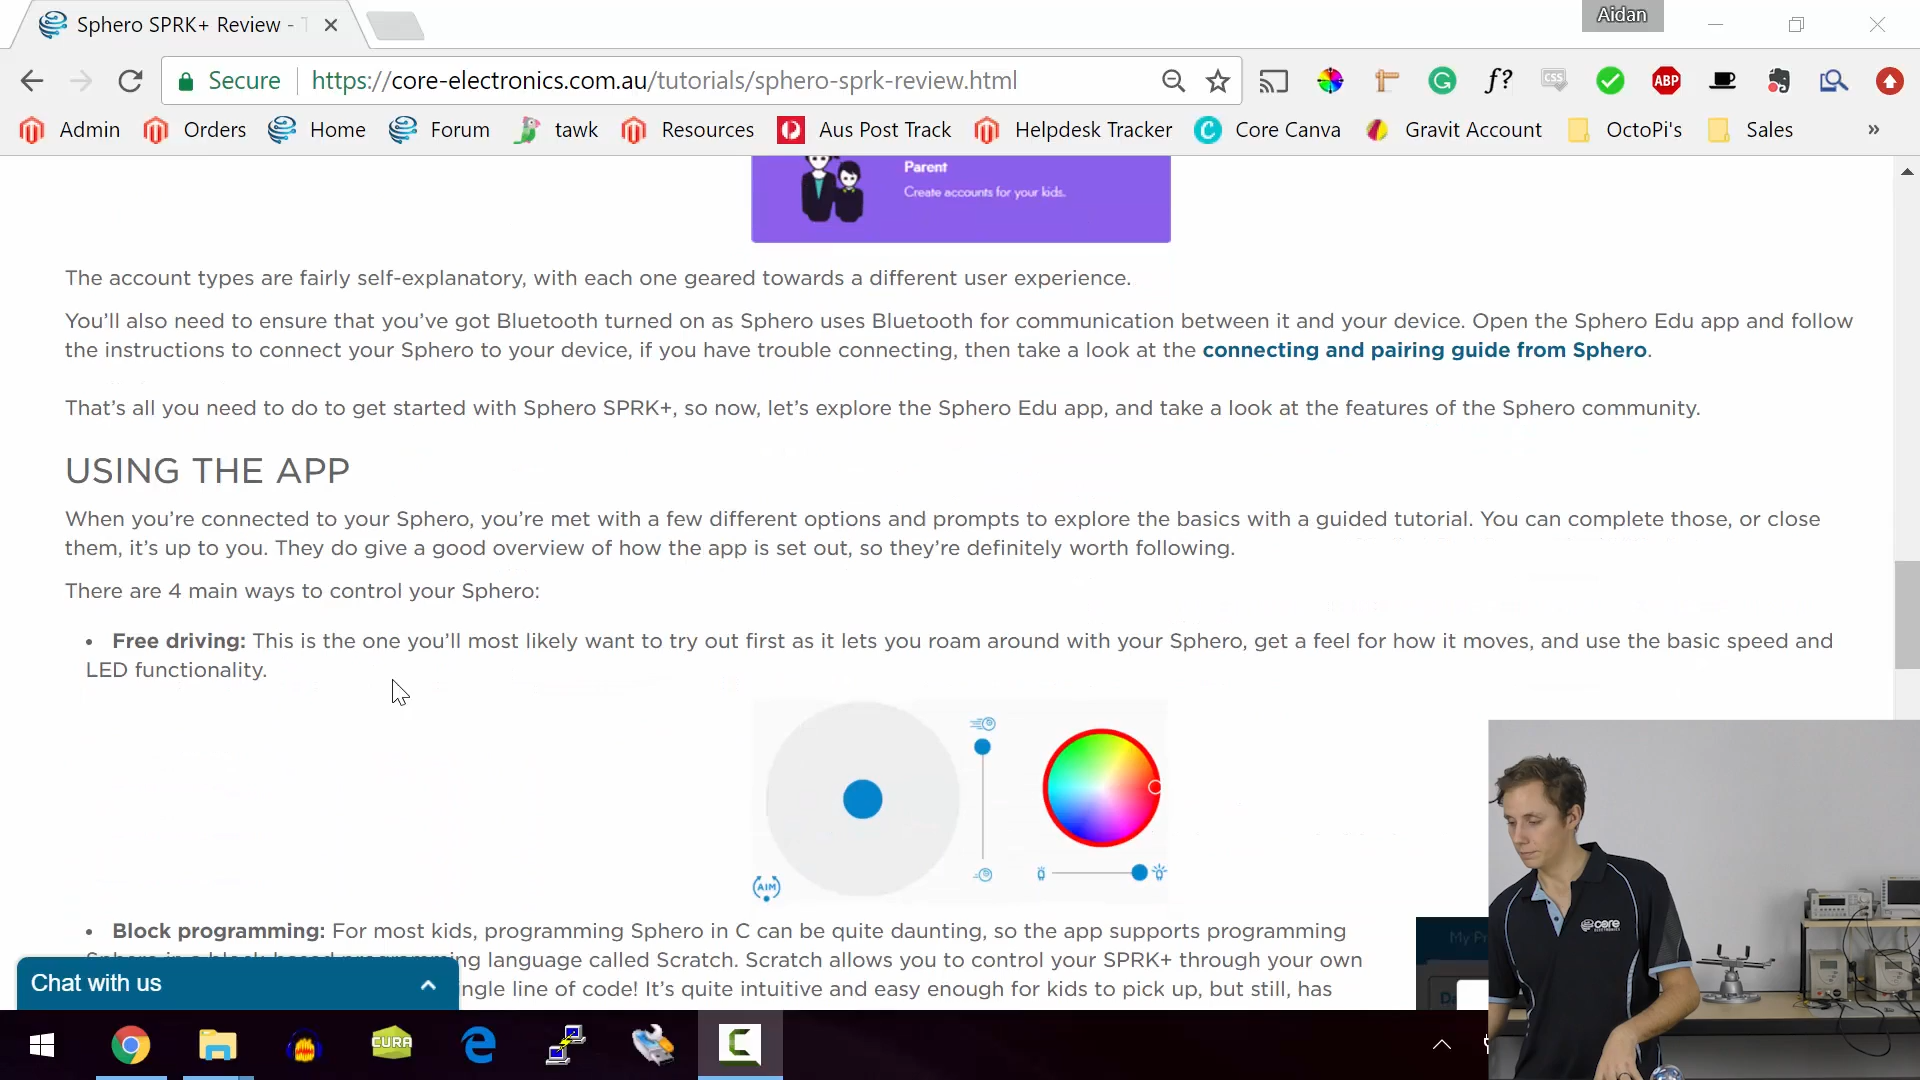 Sphero SPRK+ Review -
Aidan
Secure
https://core-electronics.com.au/tutorials/sphero-sprk-review.html
G
f?
CSS
ABP
Admin
Orders
Home
Forum
tawk
Resources
Aus Post Track
Helpdesk Tracker
Core Canva
Gravit Account
OctoPi's
Sales
»
Parent
Create accounts for your kids.
The account types are fairly self-explanatory, with each one geared towards a different user experience.
You’ll also need to ensure that you’ve got Bluetooth turned on as Sphero uses Bluetooth for communication between it and your device. Open the Sphero Edu app and follow
the instructions to connect your Sphero to your device, if you have trouble connecting, then take a look at the connecting and pairing guide from Sphero.
That’s all you need to do to get started with Sphero SPRK+, so now, let’s explore the Sphero Edu app, and take a look at the features of the Sphero community.
USING THE APP
When you’re connected to your Sphero, you’re met with a few different options and prompts to explore the basics with a guided tutorial. You can complete those, or close
them, it’s up to you. They do give a good overview of how the app is set out, so they’re definitely worth following.
There are 4 main ways to control your Sphero:
• Free driving: This is the one you’ll most likely want to try out first as it lets you roam around with your Sphero, get a feel for how it moves, and use the basic speed and
LED functionality.
AIM
• Block programming: For most kids, programming Sphero in C can be quite daunting, so the app supports programming
language called Scratch. Scratch allows you to control your SPRK+ through your own
line of code! It’s quite intuitive and easy enough for kids to pick up, but still, has
Chat with us
My
core
ELECTRONICS
CURA